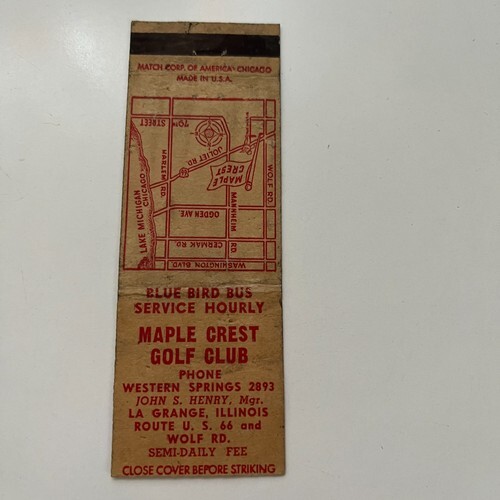 MATCH CORP. OF AMERICA-CHICAGO
MADE IN U.S.A.
WASHINGTON BLVD.
CERMAK RD.
OGDEN AVE
MANNHEIM RD.
HARLEM RD.
WOLF RD.
LAKE MICHIGAN
CHICAGO
MAPLE
CREST
JOLIET RD.
66
79TH STREET
BLUE BIRD BUS
SERVICE HOURLY
MAPLE CREST
GOLF CLUB
PHONE
WESTERN SPRINGS 2893
JOHN S. HENRY, Mgr.
LA GRANGE, ILLINOIS
ROUTE U. S. 66 and
WOLF RD.
SEMI-DAILY FEE
CLOSE COVER BEFORE STRIKING